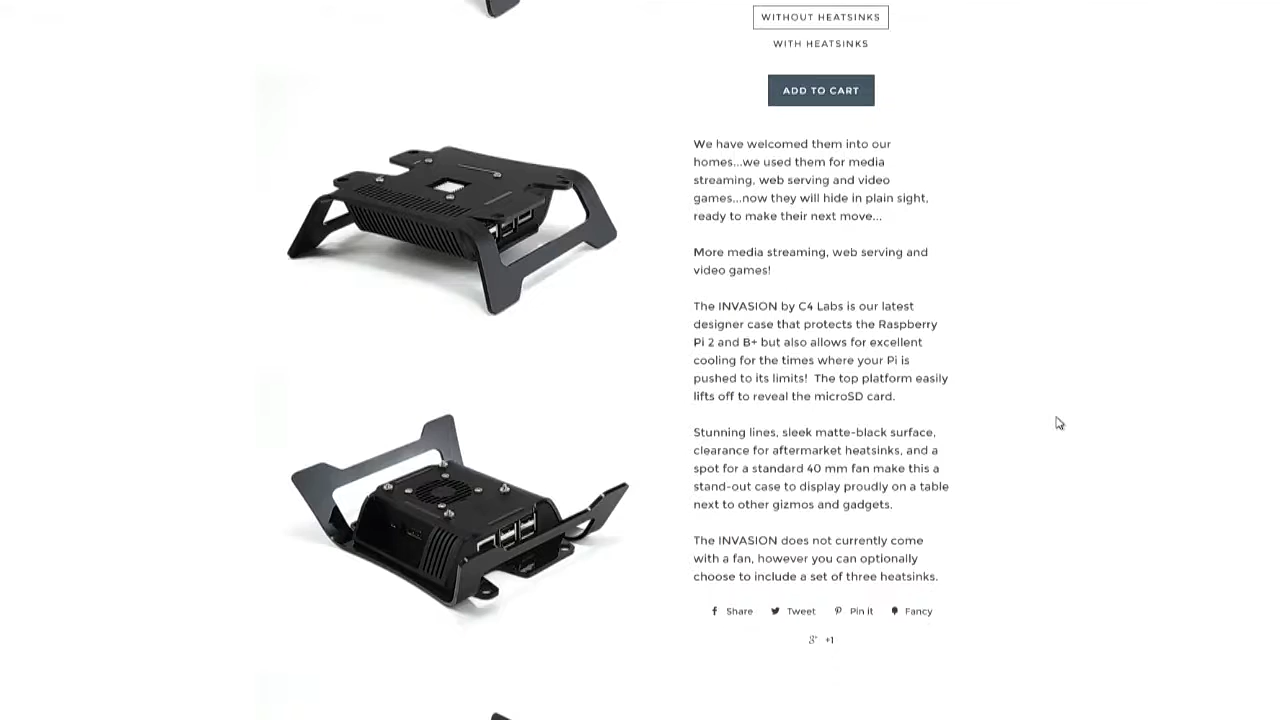 WITHOUT HEATSINKS
WITH HEATSINKS
ADD TO CART
We have welcomed them into our
homes...we used them for media
streaming, web serving and video
games...now they will hide in plain sight,
ready to make their next move...
More media streaming, web serving and
video games!
The INVASION by C4 Labs is our latest
designer case that protects the Raspberry
Pi 2 and B+ but also allows for excellent
cooling for the times where your Pi is
pushed to its limits!  The top platform easily
lifts off to reveal the microSD card.
Stunning lines, sleek matte-black surface,
clearance for aftermarket heatsinks, and a
spot for a standard 40 mm fan make this a
stand-out case to display proudly on a table
next to other gizmos and gadgets.
The INVASION does not currently come
with a fan, however you can optionally
choose to include a set of three heatsinks.
Share Tweet Pin it Fancy
g+ +1